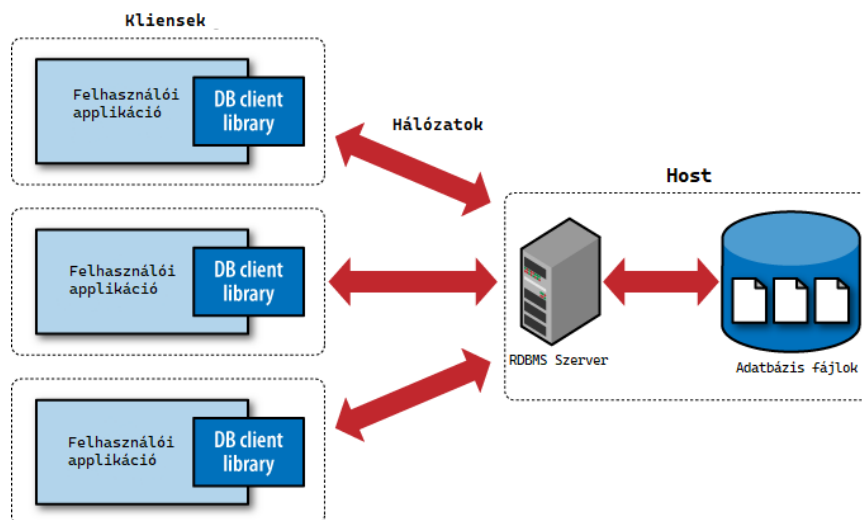 Kliensek
Felhasználói
applikáció
DB client
library
Hálózatok
Host
Felhasználói
applikáció
DB client
library
RDBMS Szerver
Adatbázis fájlok
Felhasználói
applikáció
DB client
library